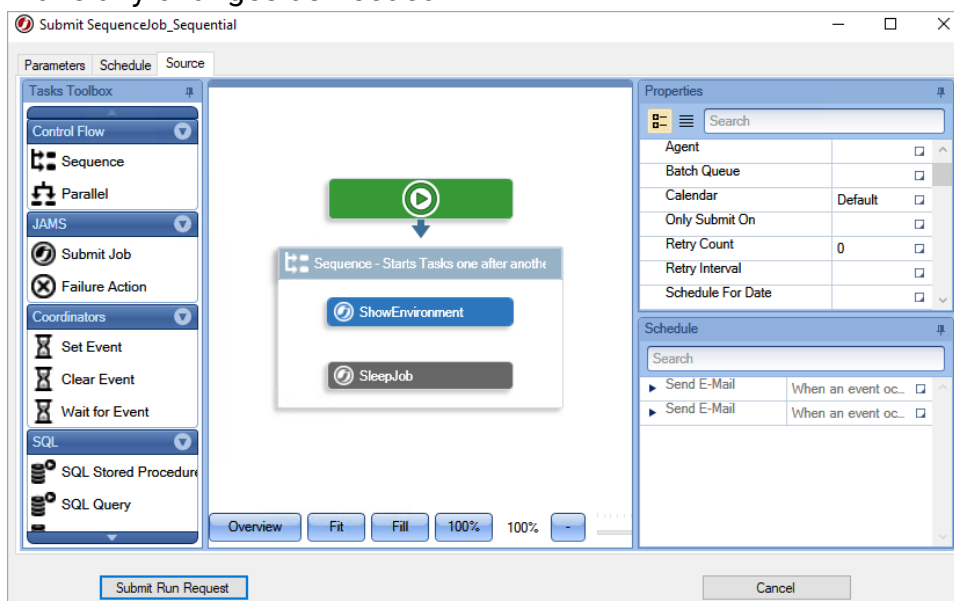 Submit SequenceJob_Sequential
Parameters Schedule Source
Tasks Toolbox
Control Flow
Sequence
Parallel
JAMS
Submit Job
Failure Action
Coordinators
Set Event
Clear Event
Wait for Event
SQL
SQL Stored Procedure
SQL Query
Sequence - Starts Tasks one after anothe
ShowEnvironment
SleepJob
Overview Fit Fill 100% 100% -
Properties
Search
Agent
Batch Queue
Calendar Default
Only Submit On
Retry Count 0
Retry Interval
Schedule For Date
Schedule
Search
Send E-Mail When an event oc...
Send E-Mail When an event oc...
Submit Run Request Cancel